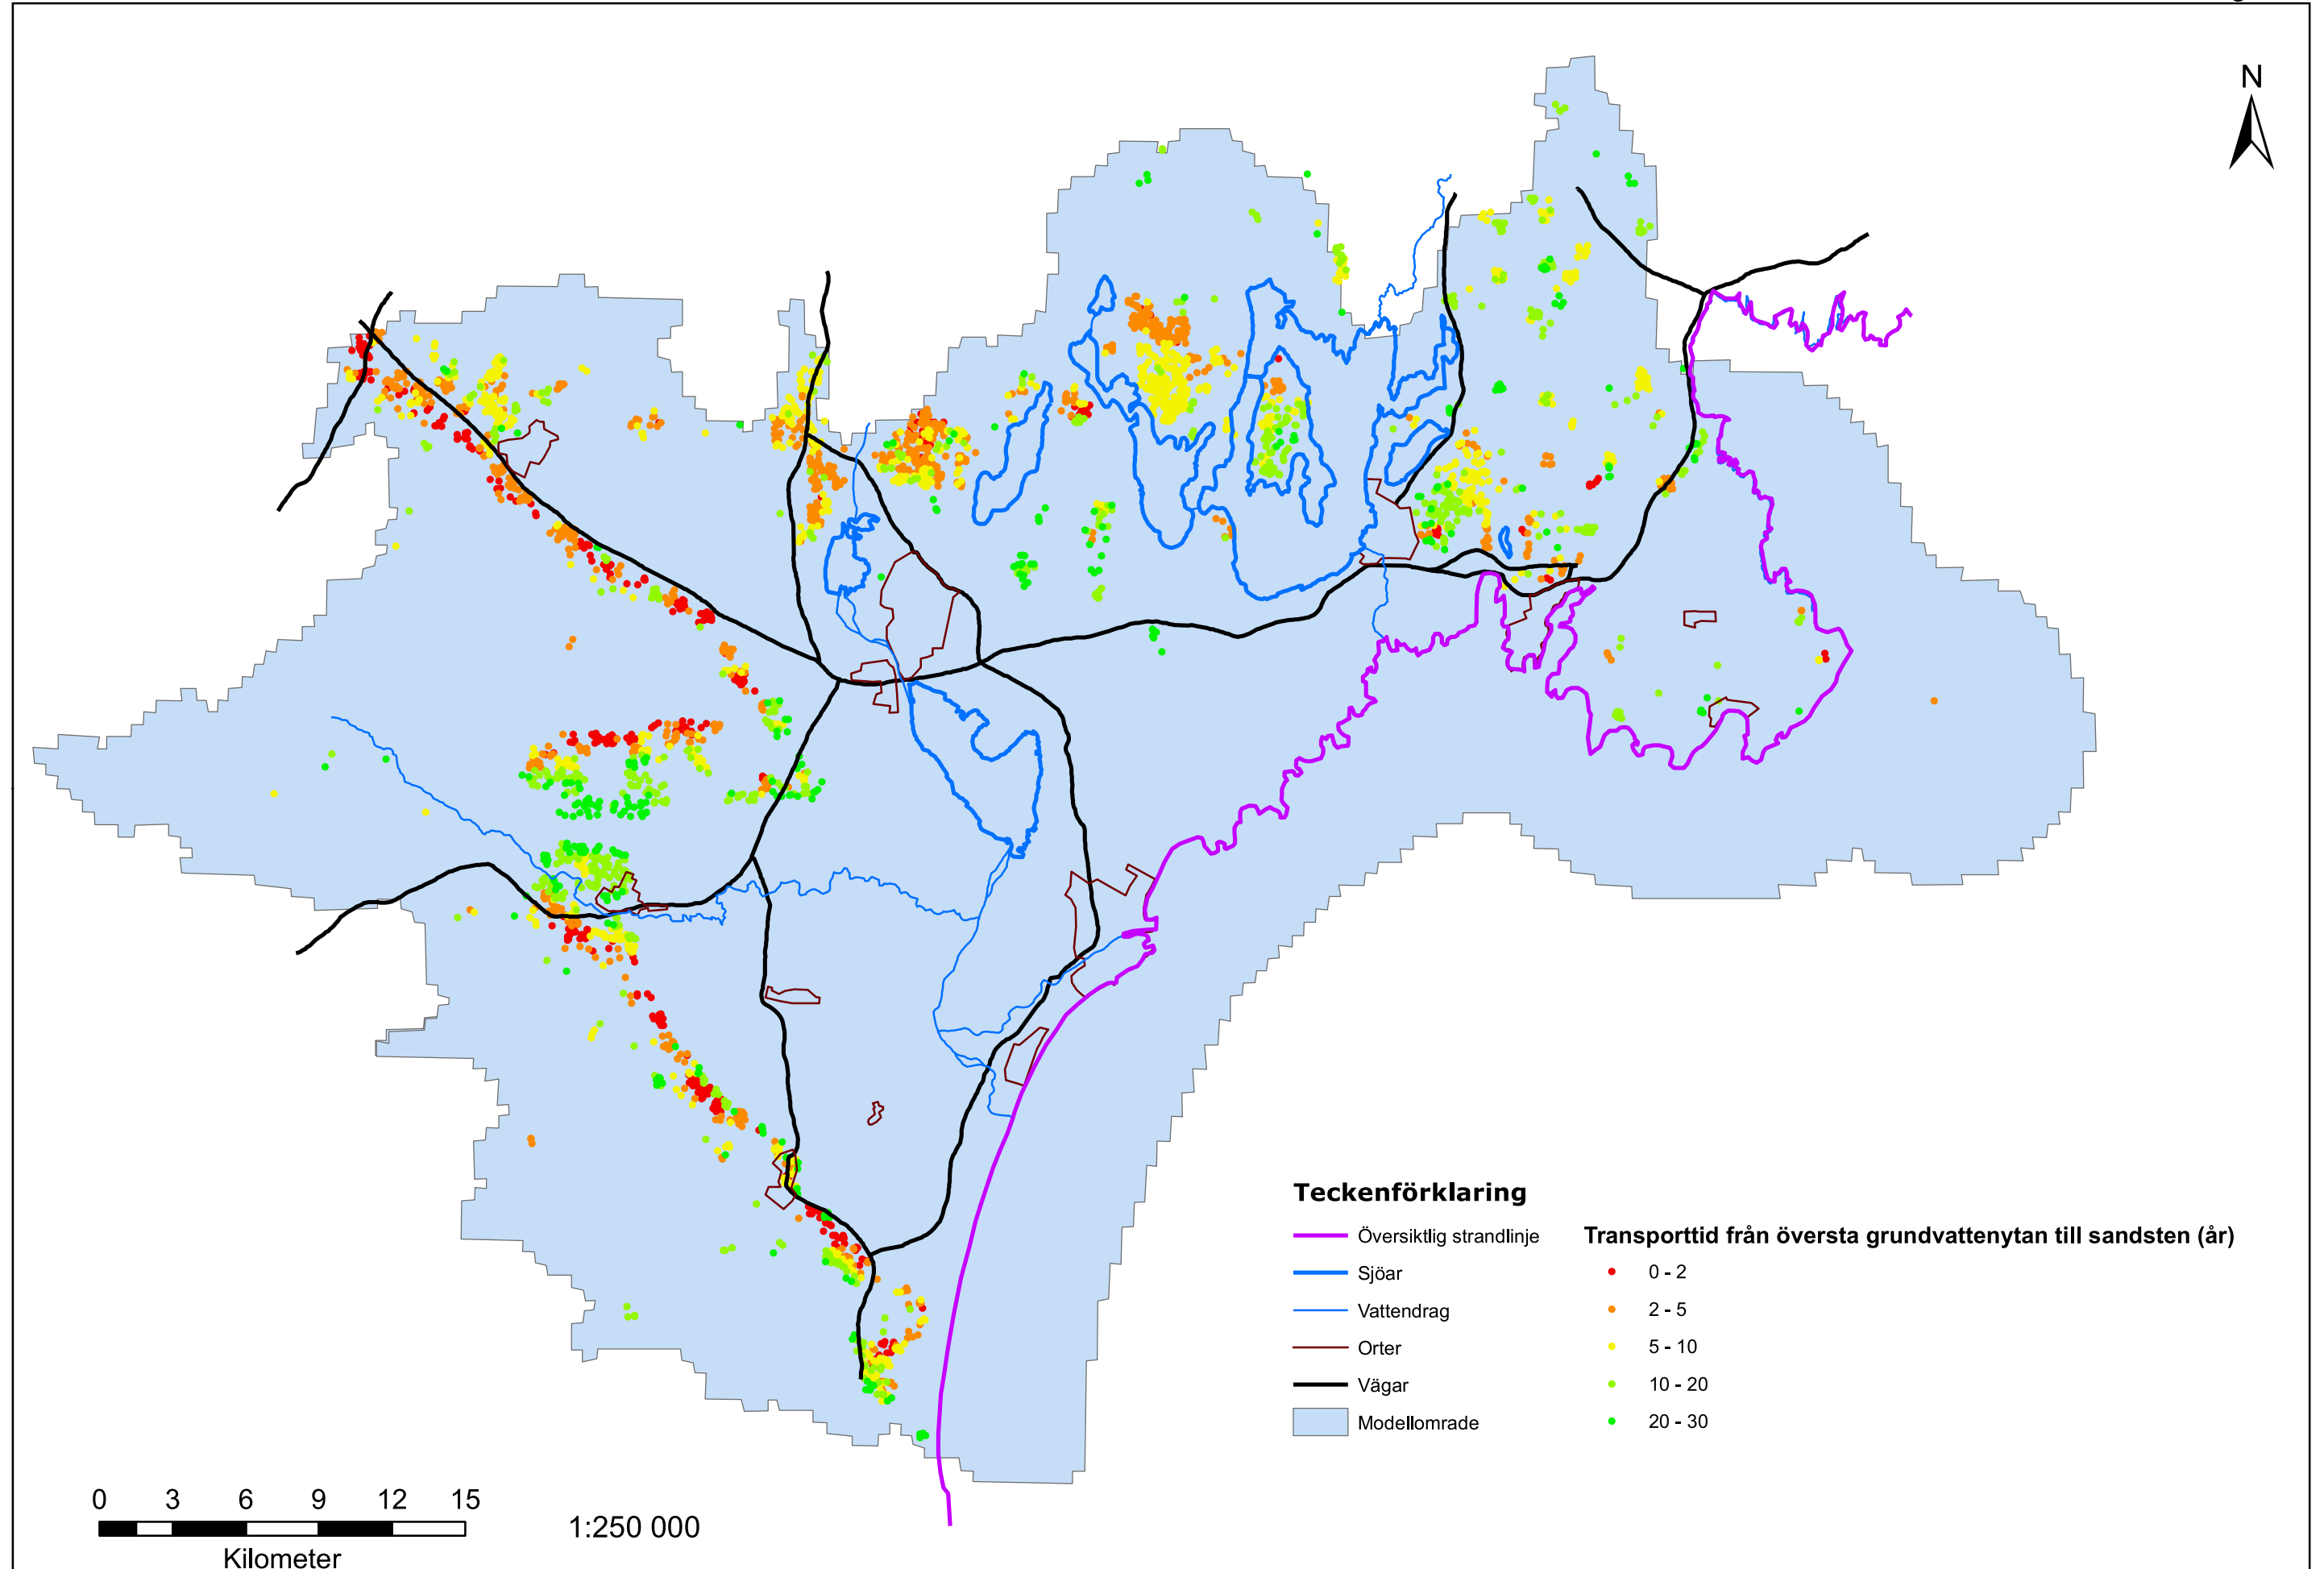 N
Teckenförklaring
Översiktlig strandlinje
Sjöar
Vattendrag
Orter
Vägar
Modellomrade
Transporttid från översta grundvattenytan till sandsten (år)
0 - 2
2 - 5
5 - 10
10 - 20
20 - 30
0 3 6 9 12 15
Kilometer
1:250 000